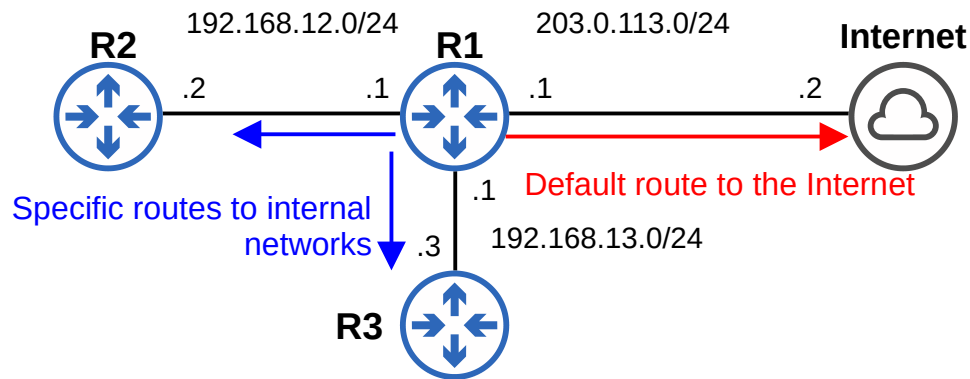 192.168.12.0/24
203.0.113.0/24
R2
R1
Internet
.2
.1
.1
.2
Default route to the Internet
Specific routes to internal
networks
.1
.3
192.168.13.0/24
R3